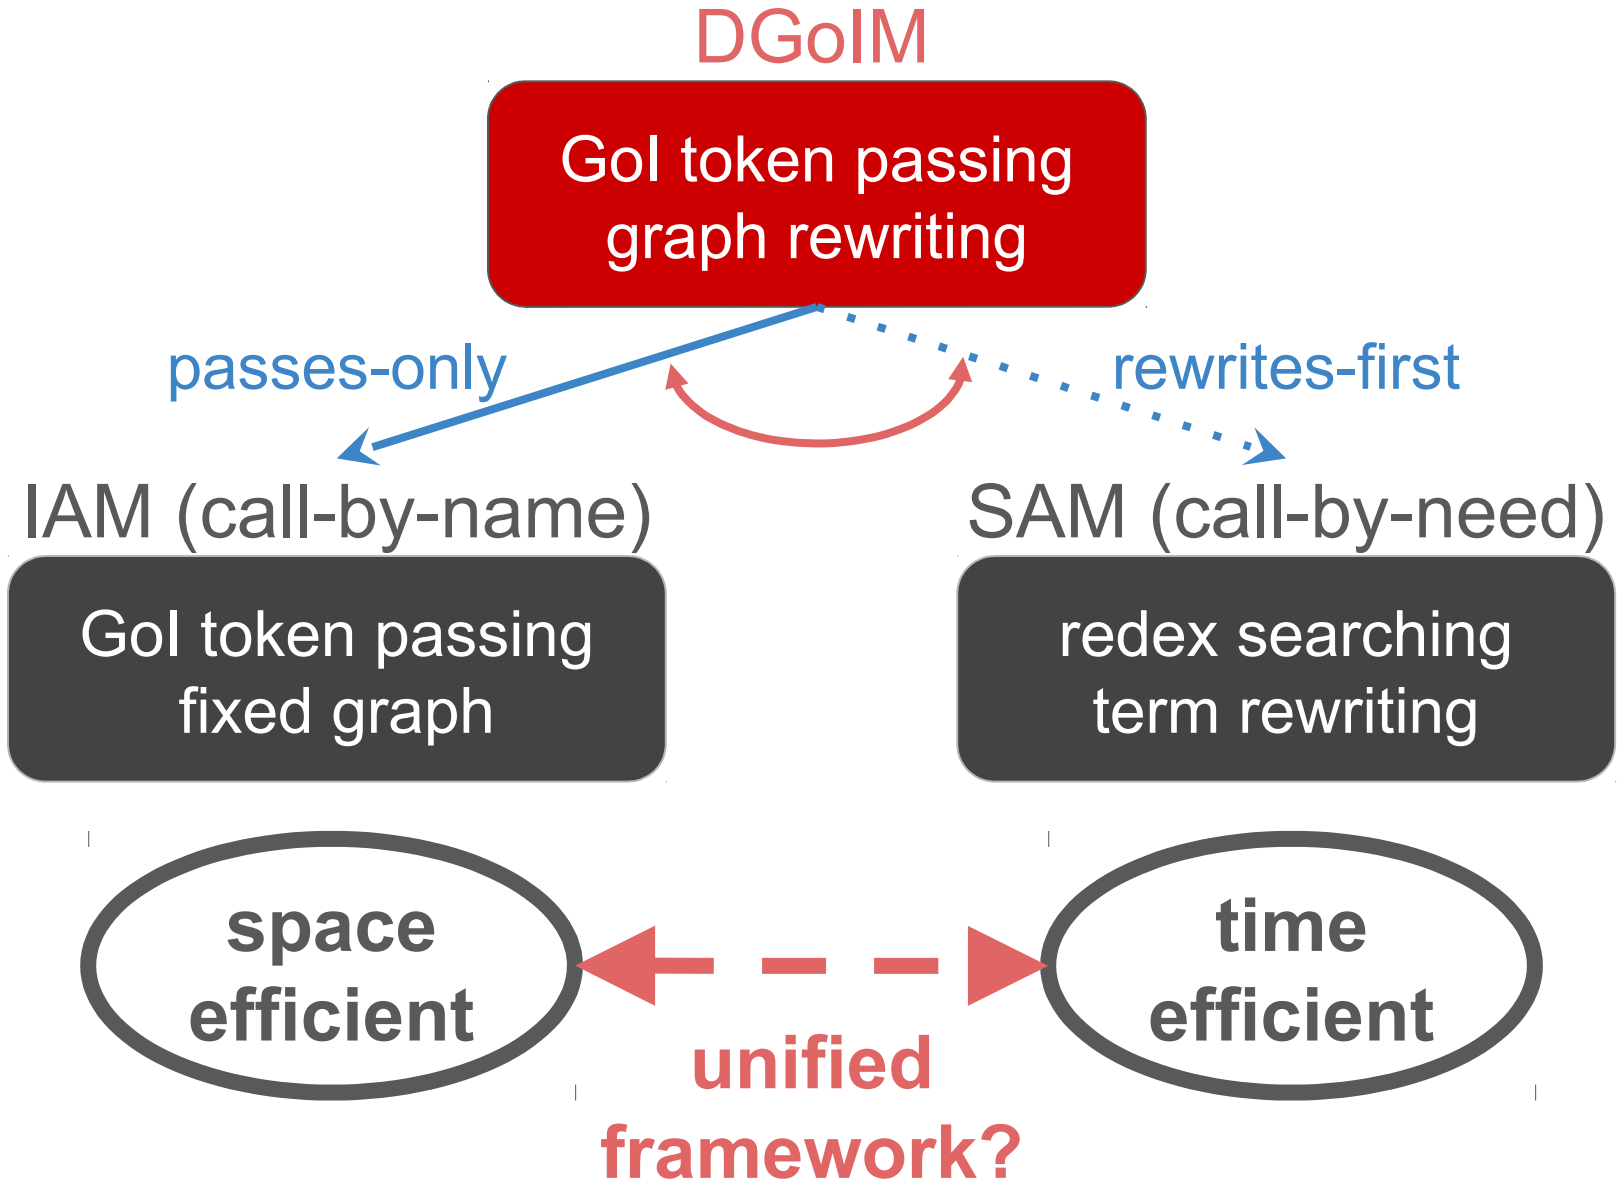 DGoIM
GoI token passing
graph rewriting
passes-only
rewrites-first
IAM (call-by-name)
SAM (call-by-need)
GoI token passing
fixed graph
redex searching
term rewriting
space
efficient
time
efficient
unified
framework?